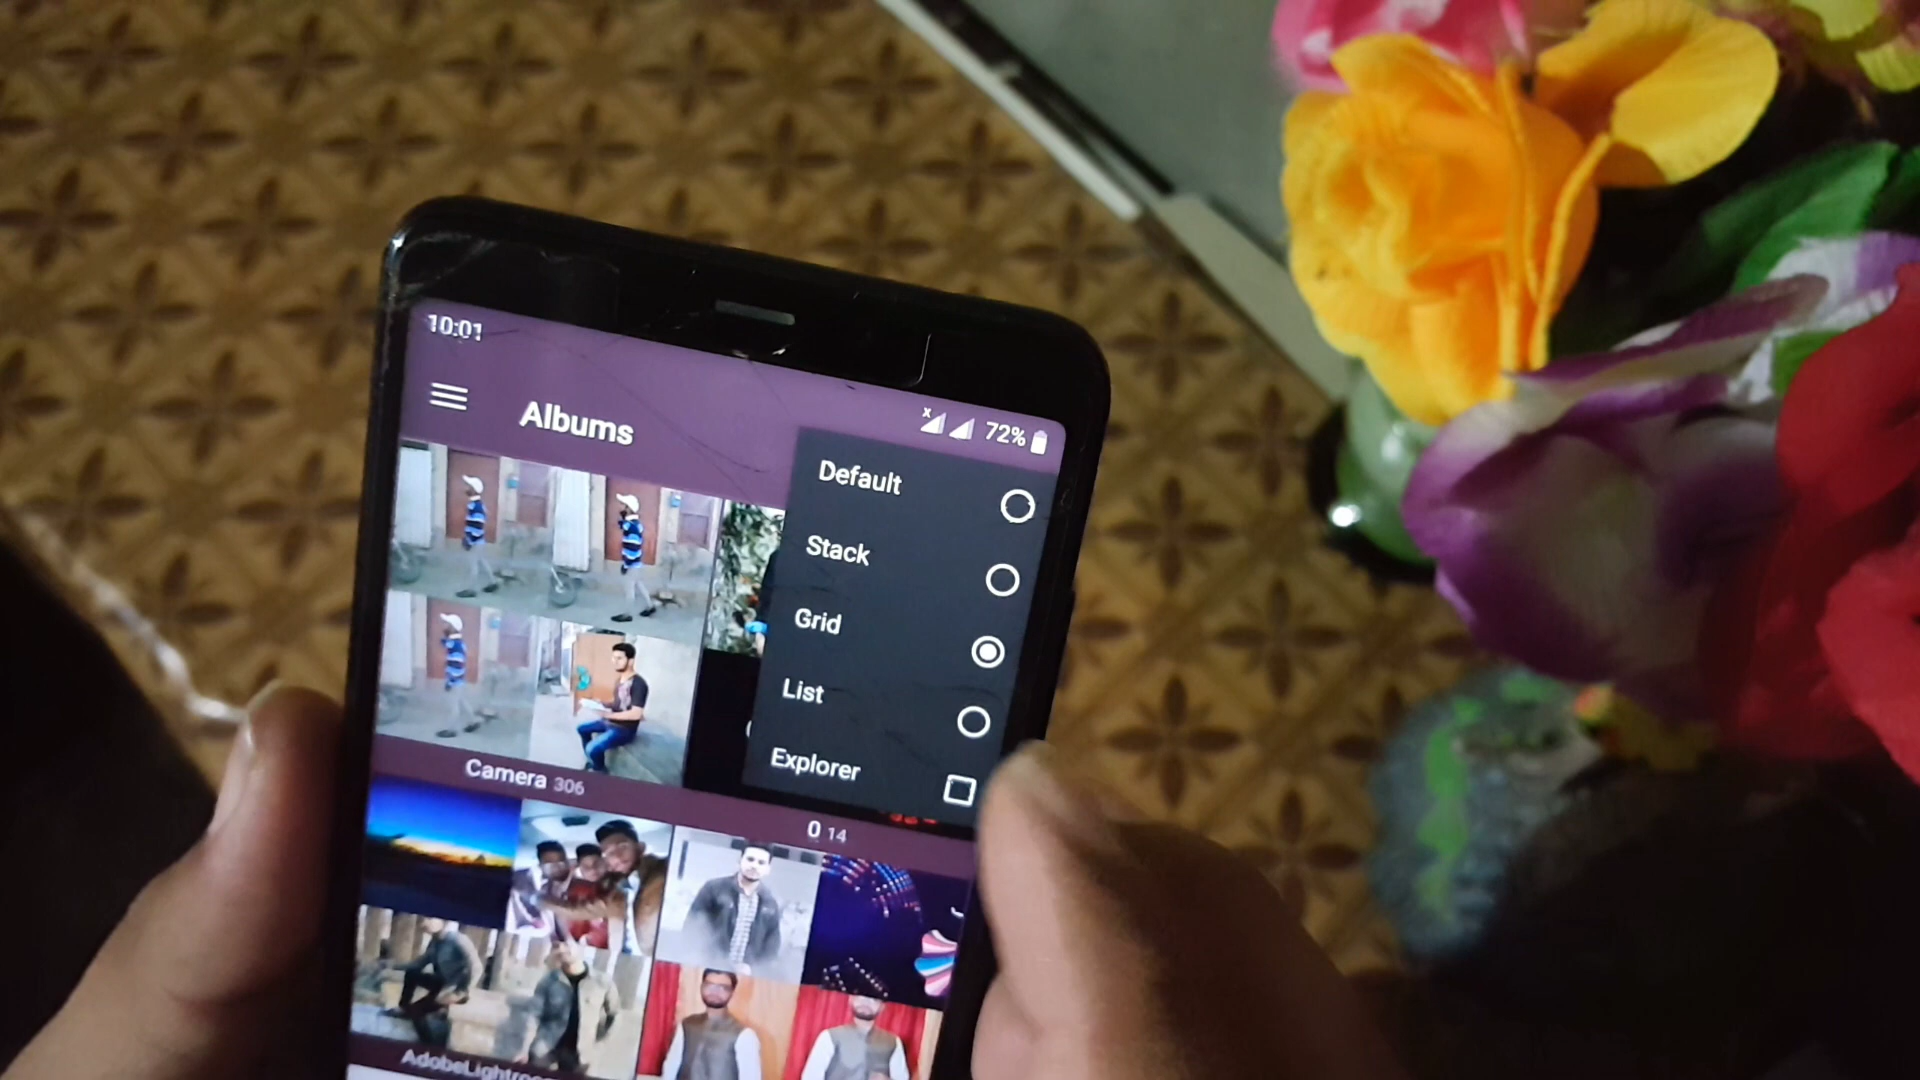 10:01
72%
Albums
Default
Stack
Grid
List
Explorer
Camera 306
0 14